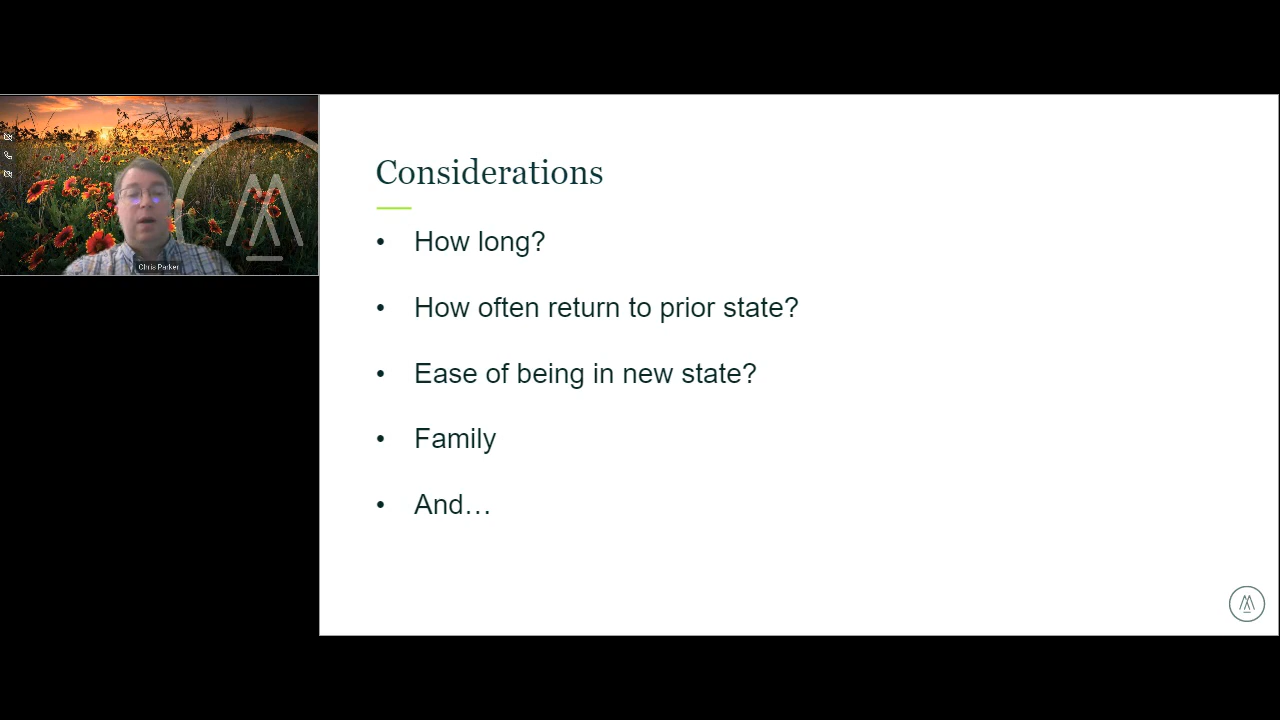 Considerations
• How long?
• How often return to prior state?
• Ease of being in new state?
• Family
• And…
Chris Parker